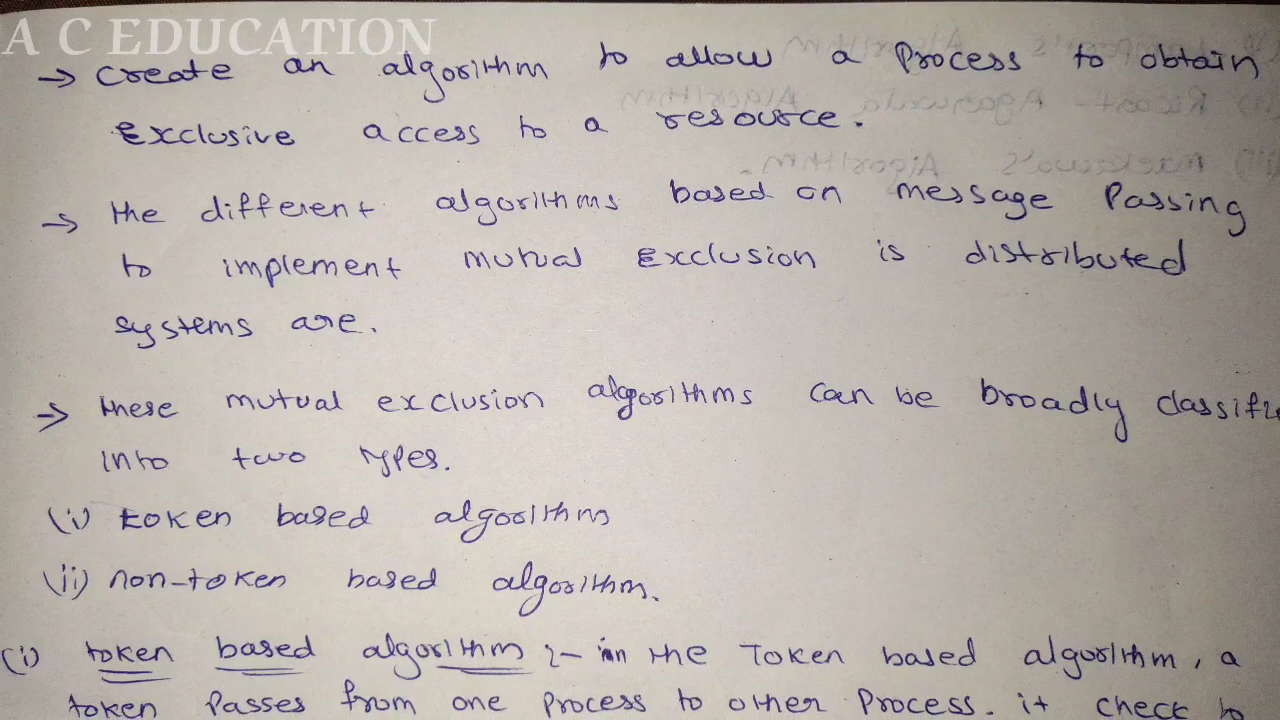 A C EDUCATION
→ create an algorithm to allow a Process to obtain
Exclusive access to a resource.
→ the different algorithms based on message Passing
to implement mutual Exclusion is distributed
systems are.
→ these mutual exclusion algorithms can be broadly classifie
into two types.
(i) token based algorithm
(ii) non-token based algorithm.
(i) token based algorithm :- in the Token based algorithm, a
token Passes from one Process to other Process. it check to